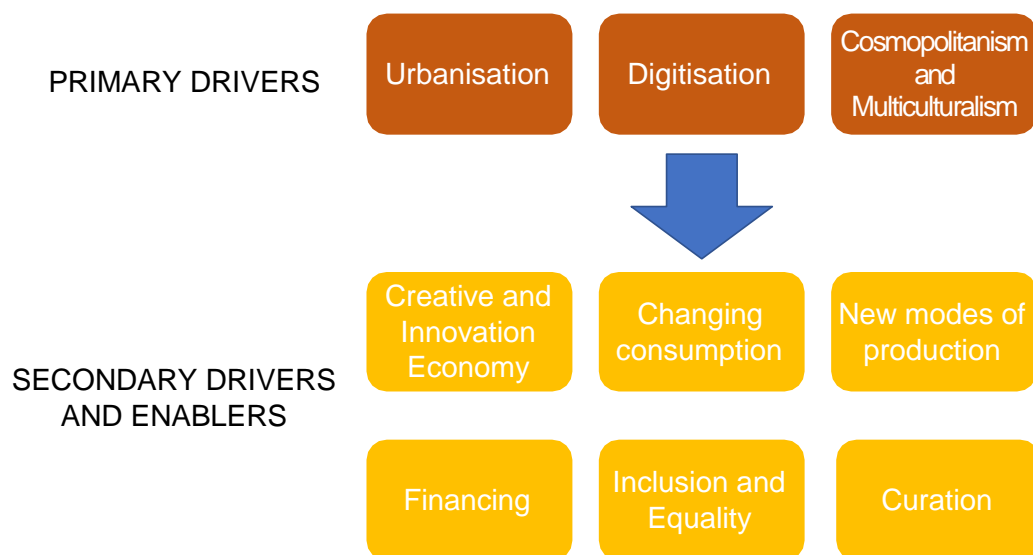 PRIMARY DRIVERS
Urbanisation
Digitisation
Cosmopolitanism
and
Multiculturalism
SECONDARY DRIVERS
AND ENABLERS
Creative and
Innovation
Economy
Changing
consumption
New modes of
production
Financing
Inclusion and
Equality
Curation